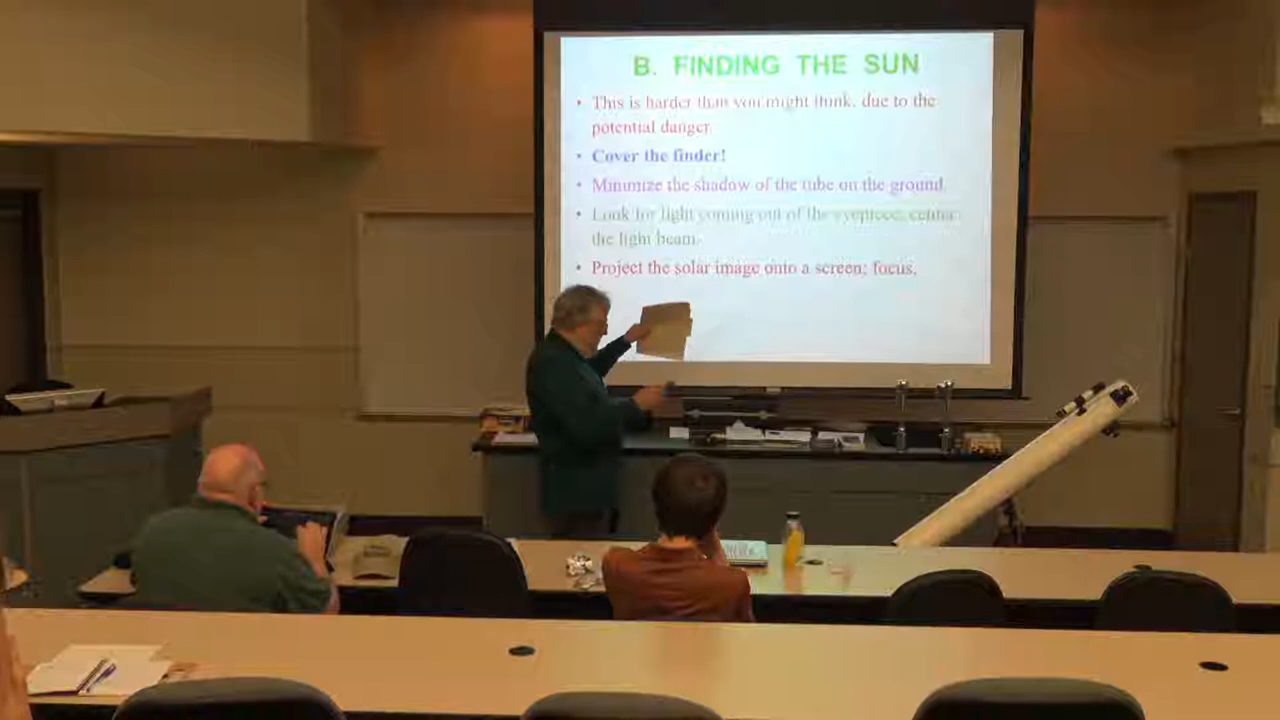 B. FINDING THE SUN
• This is harder than you might think, due to the
potential danger.
• Cover the finder!
• Minimize the shadow of the tube on the ground.
• Look for light coming out of the eyepiece; center
the light beam.
• Project the solar image onto a screen; focus.